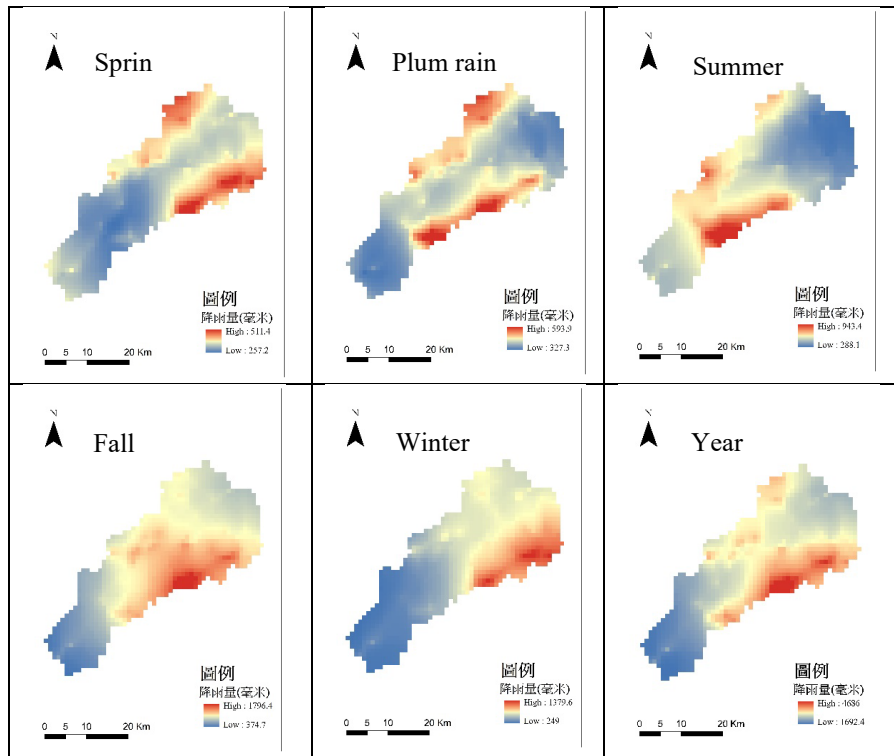 N
Sprin
圖例
降雨量(毫米)
High : 511.4
Low : 257.2
0 5 10 20 Km
N
Plum rain
圖例
降雨量(毫米)
High : 593.9
Low : 327.3
0 5 10 20 Km
N
Summer
圖例
降雨量(毫米)
High : 943.4
Low : 288.1
0 5 10 20 Km
N
Fall
圖例
降雨量(毫米)
High : 1796.4
Low : 374.7
0 5 10 20 Km
N
Winter
圖例
降雨量(毫米)
High : 1379.6
Low : 249
0 5 10 20 Km
N
Year
圖例
降雨量(毫米)
High : 4686
Low : 1692.4
0 5 10 20 Km